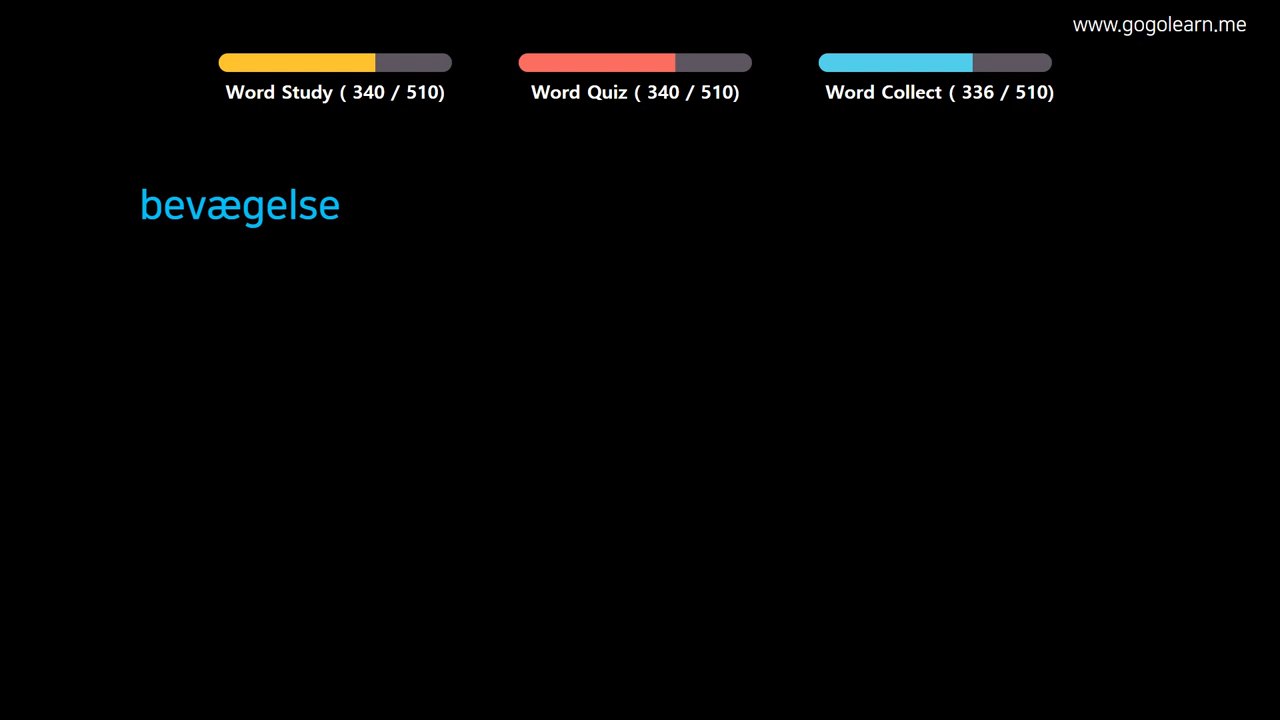 www.gogolearn.me
Word Study ( 340 / 510)
Word Quiz ( 340 / 510)
Word Collect ( 336 / 510)
bevægelse